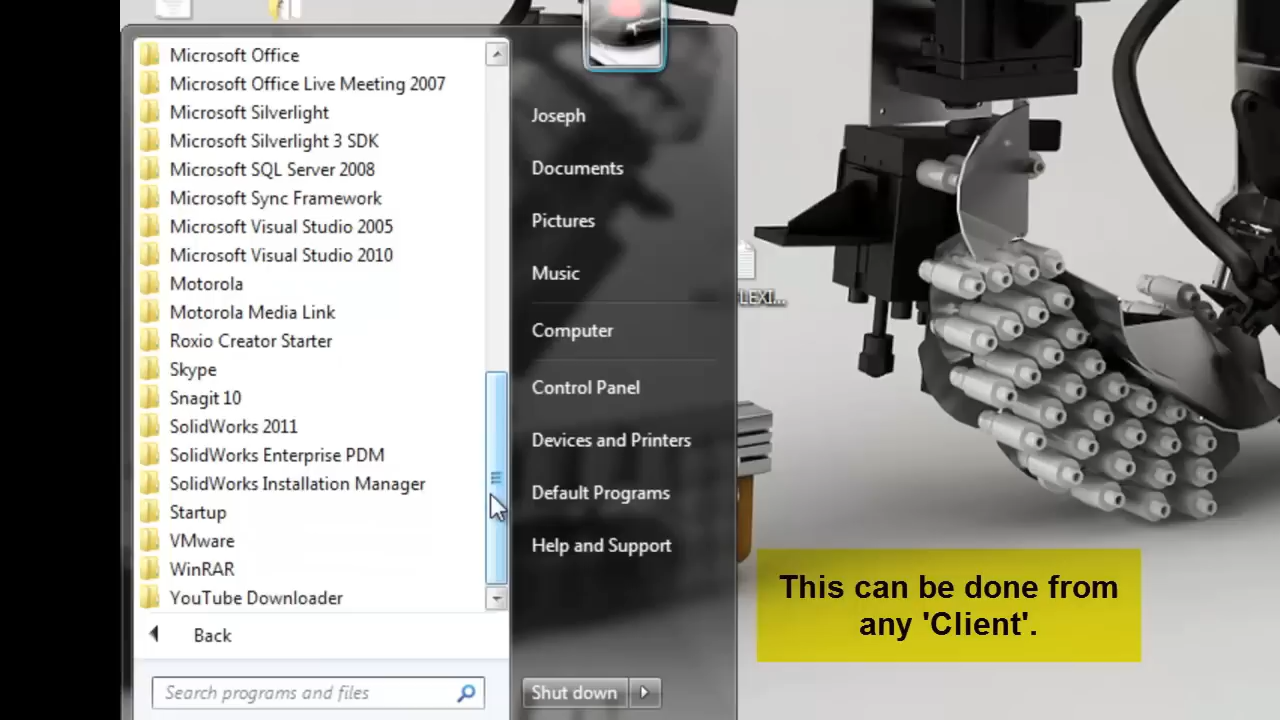 Microsoft Office
Microsoft Office Live Meeting 2007
Microsoft Silverlight
Microsoft Silverlight 3 SDK
Microsoft SQL Server 2008
Microsoft Sync Framework
Microsoft Visual Studio 2005
Microsoft Visual Studio 2010
Motorola
Motorola Media Link
Roxio Creator Starter
Skype
Snagit 10
SolidWorks 2011
SolidWorks Enterprise PDM
SolidWorks Installation Manager
Startup
VMware
WinRAR
YouTube Downloader
Back
Search programs and files
Joseph
Documents
Pictures
Music
Computer
Control Panel
Devices and Printers
Default Programs
Help and Support
Shut down
LEXI...
This can be done from
any 'Client'.